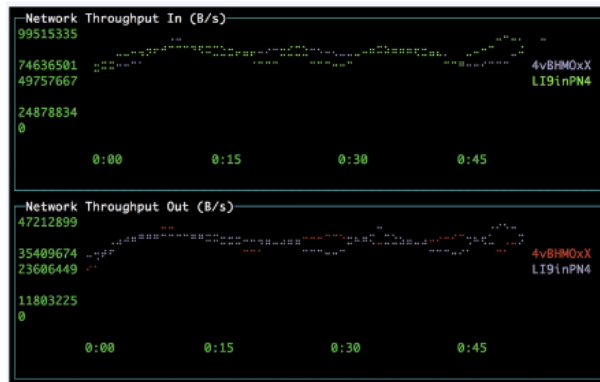 Network Throughput In (B/s)
99515335
74636501 4vBHMOxX
49757667 LI9inPN4
24878834
0
0:00 0:15 0:30 0:45
Network Throughput Out (B/s)
47212899
35409674 4vBHMOxX
23606449 LI9inPN4
11803225
0
0:00 0:15 0:30 0:45